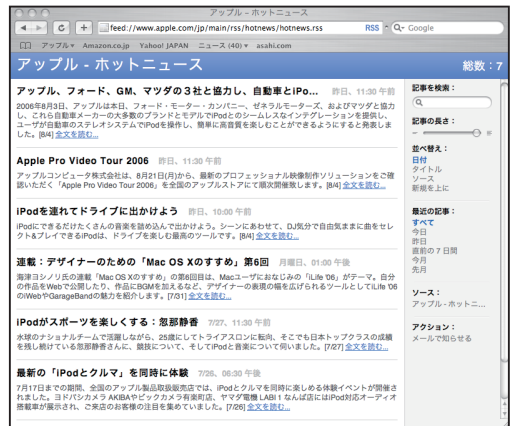 アップル - ホットニュース
feed://www.apple.com/jp/main/rss/hotnews/hotnews.rss RSS Google
アップル Amazon.co.jp Yahoo! JAPAN ニュース (40) asahi.com
アップル - ホットニュース 総数：7
アップル、フォード、GM、マツダの３社と協力し、自動車とiPo... 昨日、11:30 午前
2006年8月3日、アップルは本日、フォード・モーター・カンパニー、ゼネラルモーターズ、およびマツダと協力
し、これら自動車メーカーの大多数のブランドとモデルでiPodとのシームレスなインテグレーションを提供し、
ユーザが自動車のステレオシステムでiPodを操作し、簡単に高音質を楽しむことができるようにすると発表しま
した。[8/4] 全文を読む...
Apple Pro Video Tour 2006 昨日、11:30 午前
アップルコンピュータ株式会社は、8月21日(月)から、最新のプロフェッショナル映像制作ソリューションをご確
認いただく「Apple Pro Video Tour 2006」を全国のアップルストアにて順次開催致します。[8/4] 全文を読む...
iPodを連れてドライブに出かけよう 昨日、10:00 午前
iPodにできるだけたくさんの音楽を詰め込んで出かけよう。シーンにあわせて、DJ気分で自由気ままに曲をセレ
クト&プレイできるiPodは、ドライブを楽しむ最高のツールです。[8/4] 全文を読む...
連載：デザイナーのための「Mac OS Xのすすめ」第6回 月曜日、01:00 午後
海津ヨシノリ氏の連載「Mac OS Xのすすめ」の第6回目は、Macユーザにおなじみの「iLife '06」がテーマ。自分
の作品をWebで公開したり、作品にBGMを加えるなど、デザイナーの表現の幅を広げられるツールとしてiLife '06
のiWebやGarageBandの魅力を紹介します。[7/31] 全文を読む...
iPodがスポーツを楽しくする：忽那静香 7/27、11:30 午前
水球のナショナルチームで活躍しながら、25歳にしてトライアスロンに転向、そこでも日本トップクラスの成績
を残し続けている忽那静香さんに、競技について、そしてiPodと音楽について伺いました。[7/27] 全文を読む...
最新の「iPodとクルマ」を同時に体験 7/26、06:30 午後
7月17日までの期間、全国のアップル製品取扱販売店では、iPodとクルマを同時に楽しめる体験イベントが開催さ
れました。ヨドバシカメラ AKIBAやビックカメラ有楽町店、ヤマダ電機 LABI 1 なんば店にはiPod対応オーディオ
搭載車が展示され、ご来店のお客様の注目を集めていました。[7/26] 全文を読む...
記事を検索：
記事の長さ：
並べ替え：
日付
タイトル
ソース
新規を上に
最近の記事：
すべて
今日
昨日
直前の 7 日間
今月
先月
ソース：
アップル - ホットニ...
アクション：
メールで知らせる